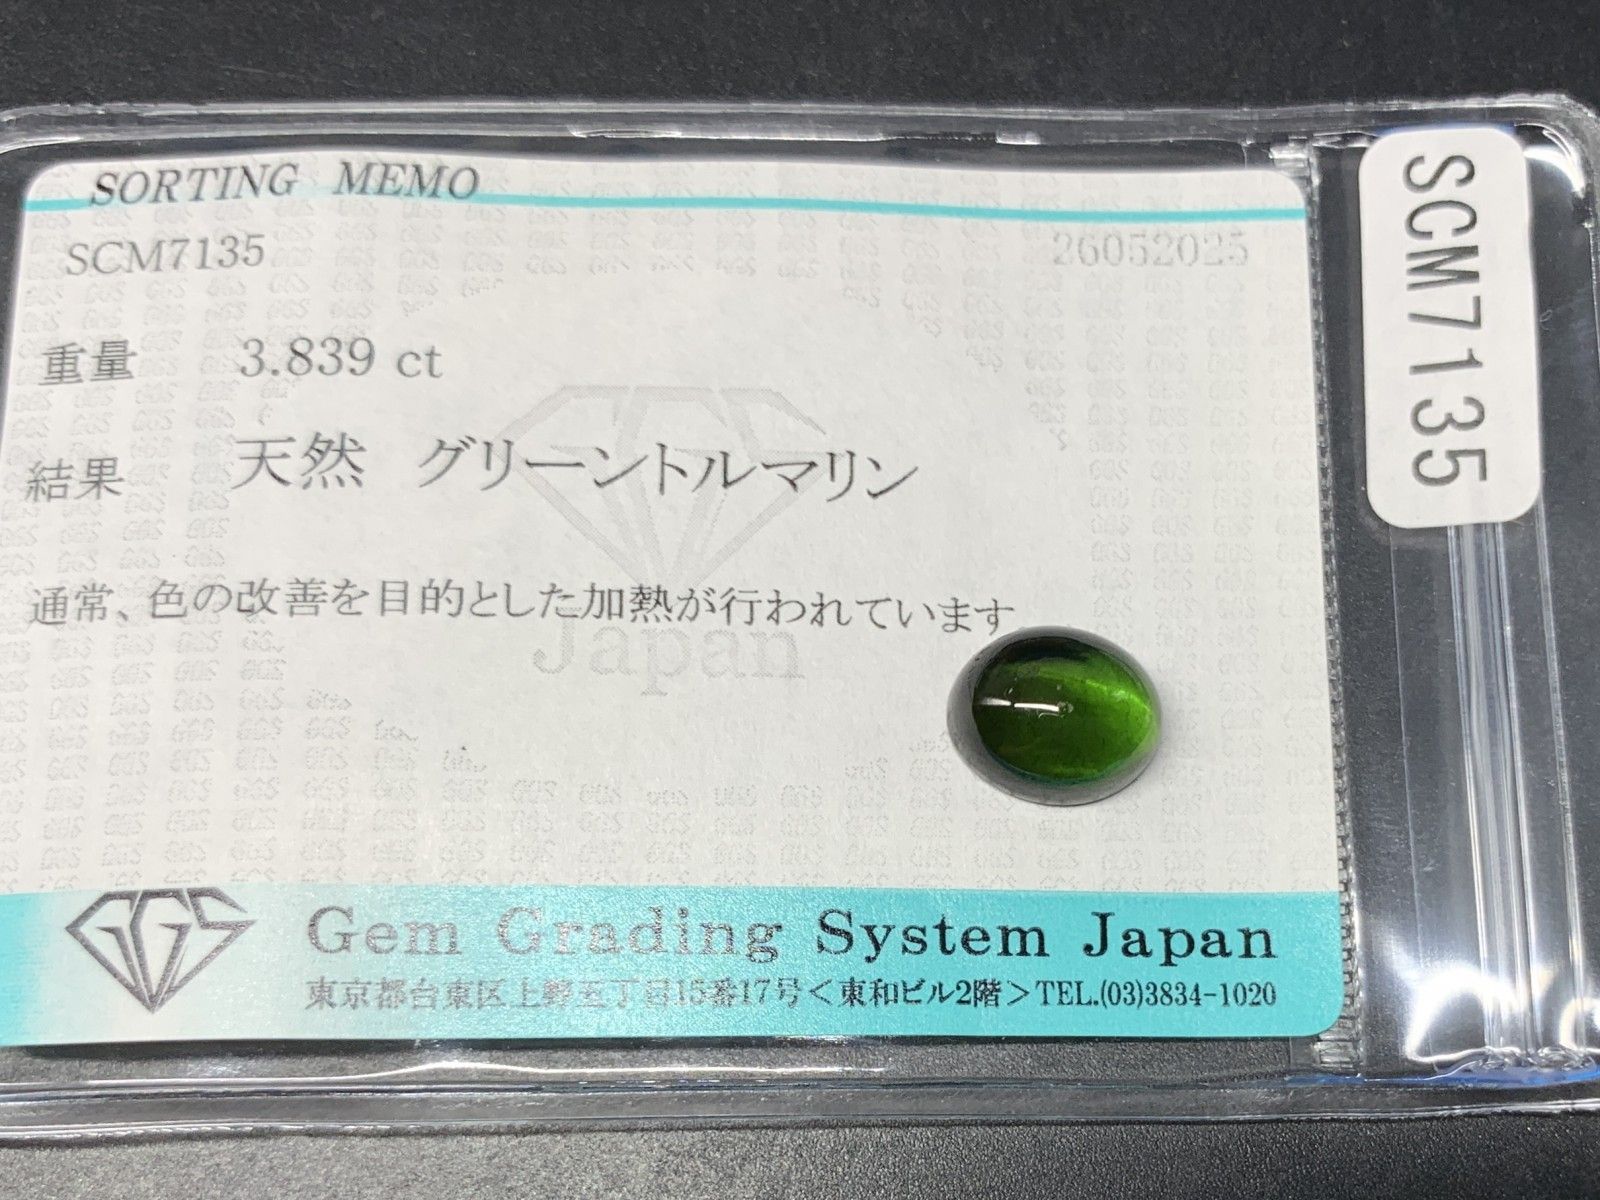 SORTING MEMO
SCM7135 26052025
重量 3.839 ct
結果 天然 グリーントルマリン
通常、色の改善を目的とした加熱が行われています
Japan
GGS
Gem Grading System Japan
東京都台東区上野五丁目15番17号<東和ビル2階>TEL.(03)3834-1020
SCM7135